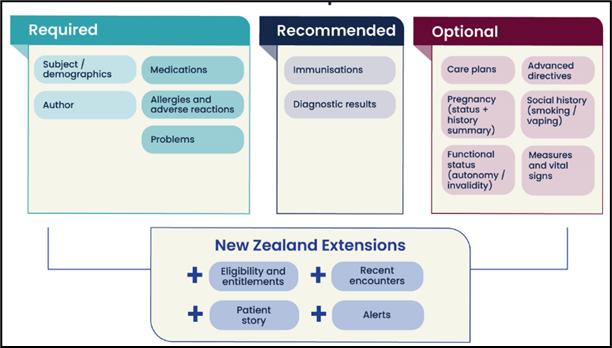 Required
Subject /
demographics
Author
Medications
Allergies and
adverse reactions
Problems
Recommended
Immunisations
Diagnostic results
Optional
Care plans
Advanced
directives
Pregnancy
(status +
history
summary)
Social history
(smoking /
vaping)
Functional
status
(autonomy /
invalidity)
Measures
and vital
signs
New Zealand Extensions
+ Eligibility and
entitlements
+ Recent
encounters
+ Patient
story
+ Alerts